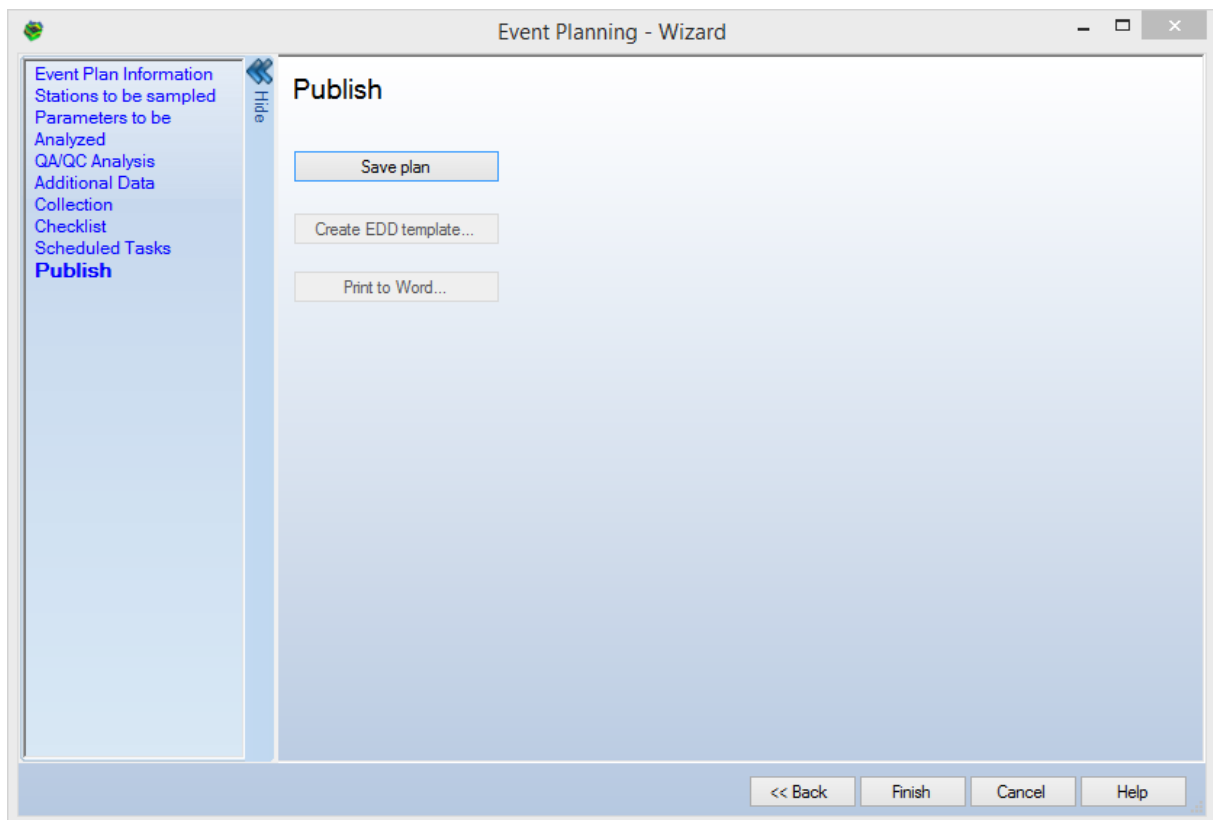 Event Planning - Wizard
Event Plan Information
Stations to be sampled
Parameters to be
Analyzed
QA/QC Analysis
Additional Data
Collection
Checklist
Scheduled Tasks
Publish
Hide
Publish
Save plan
Create EDD template...
Print to Word...
<< Back
Finish
Cancel
Help